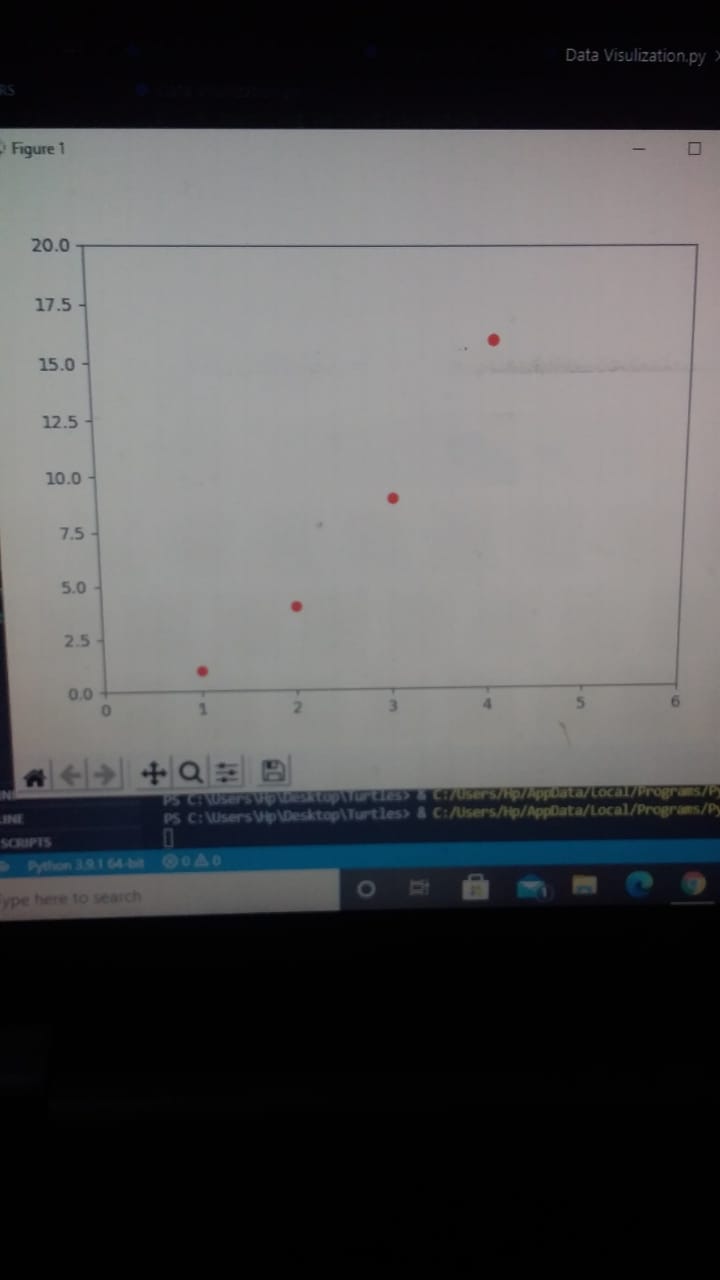 Data Visulization.py
RS
Figure 1
20.0
17.5
15.0
12.5
10.0
7.5
5.0
2.5
0.0
0 1 2 3 4 5 6
PS C:\Users\Hp\Desktop\Turtles> & C:/Users/Hp/AppData/Local/Programs/Py
INE PS C:\Users\Hp\Desktop\Turtles> & C:/Users/Hp/AppData/Local/Programs/Py
SCRIPTS
Python 3.9.1 64-bit 0 0
ype here to search